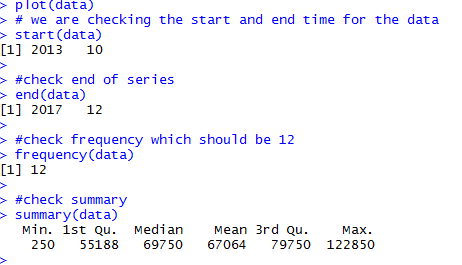 > plot(data)
> # we are checking the start and end time for the data
> start(data)
[1] 2013   10
>
> #check end of series
> end(data)
[1] 2017   12
>
> #check frequency which should be 12
> frequency(data)
[1] 12
>
> #check summary
> summary(data)
   Min. 1st Qu.  Median    Mean 3rd Qu.    Max.
    250   55188   69750   67064   79750  122850
>